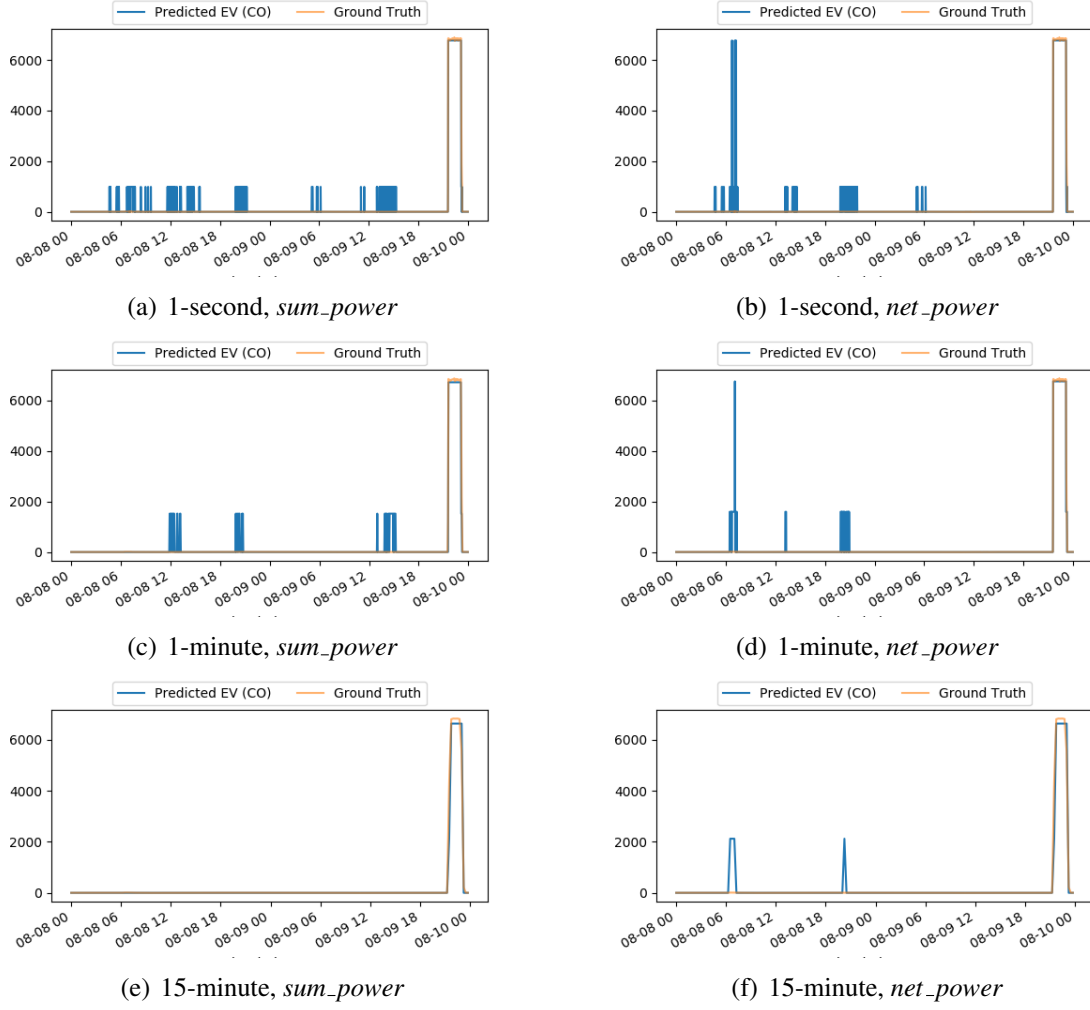 Predicted EV (CO) Ground Truth
6000
4000
2000
0
08-08 00 08-08 06 08-08 12 08-08 18 08-09 00 08-09 06 08-09 12 08-09 18 08-10 00
(a) 1-second, sum_power
Predicted EV (CO) Ground Truth
6000
4000
2000
0
08-08 00 08-08 06 08-08 12 08-08 18 08-09 00 08-09 06 08-09 12 08-09 18 08-10 00
(b) 1-second, net_power
Predicted EV (CO) Ground Truth
6000
4000
2000
0
08-08 00 08-08 06 08-08 12 08-08 18 08-09 00 08-09 06 08-09 12 08-09 18 08-10 00
(c) 1-minute, sum_power
Predicted EV (CO) Ground Truth
6000
4000
2000
0
08-08 00 08-08 06 08-08 12 08-08 18 08-09 00 08-09 06 08-09 12 08-09 18 08-10 00
(d) 1-minute, net_power
Predicted EV (CO) Ground Truth
6000
4000
2000
0
08-08 00 08-08 06 08-08 12 08-08 18 08-09 00 08-09 06 08-09 12 08-09 18 08-10 00
(e) 15-minute, sum_power
Predicted EV (CO) Ground Truth
6000
4000
2000
0
08-08 00 08-08 06 08-08 12 08-08 18 08-09 00 08-09 06 08-09 12 08-09 18 08-10 00
(f) 15-minute, net_power